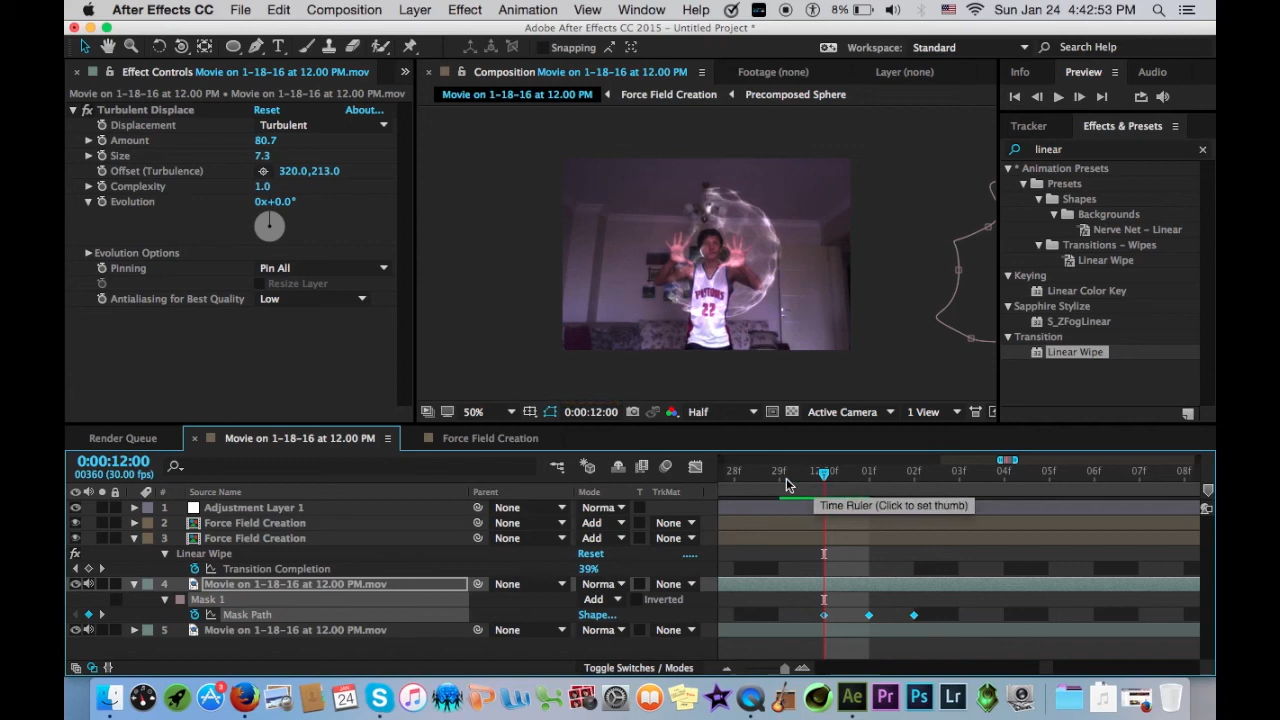 After Effects CC File Edit Composition Layer Effect Animation View Window Help 8% Sun Jan 24 4:42:53 PM
Adobe After Effects CC 2015 - Untitled Project *
Snapping Workspace: Standard Search Help
Effect Controls Movie on 1-18-16 at 12.00 PM.mov
Movie on 1-18-16 at 12.00 PM.mov • Movie on 1-18-16 at 12.00 PM.mov
fx Turbulent Displace Reset About...
Displacement Turbulent
Amount 80.7
Size 7.3
Offset (Turbulence) 320.0,213.0
Complexity 1.0
Evolution 0x+0.0°
Evolution Options
Pinning Pin All
Resize Layer
Antialiasing for Best Quality Low
Composition Movie on 1-18-16 at 12.00 PM Footage (none) Layer (none)
Movie on 1-18-16 at 12.00 PM Force Field Creation Precomposed Sphere
PISTONS
22
50% 0:00:12:00 Half Active Camera 1 View
Info Preview Audio
Tracker Effects & Presets
linear
* Animation Presets
Presets
Shapes
Backgrounds
Nerve Net - Linear
Transitions - Wipes
Linear Wipe
Keying
Linear Color Key
Sapphire Stylize
S_ZFogLinear
Transition
Linear Wipe
Render Queue Movie on 1-18-16 at 12.00 PM Force Field Creation
0:00:12:00
00360 (30.00 fps)
28f 29f 01f 02f 03f 04f 05f 06f 07f 08f
# Source Name Parent Mode T TrkMat
Time Ruler (Click to set thumb)
1 Adjustment Layer 1 None Norma
2 Force Field Creation None Add None
3 Force Field Creation None Add None
fx Linear Wipe Reset .....
Transition Completion 39%
4 Movie on 1-18-16 at 12.00 PM.mov None Norma None
Mask 1 Add Inverted
Mask Path Shape...
5 Movie on 1-18-16 at 12.00 PM.mov None Norma None
Toggle Switches / Modes
3 JAN 24 Ae Pr Ps Lr